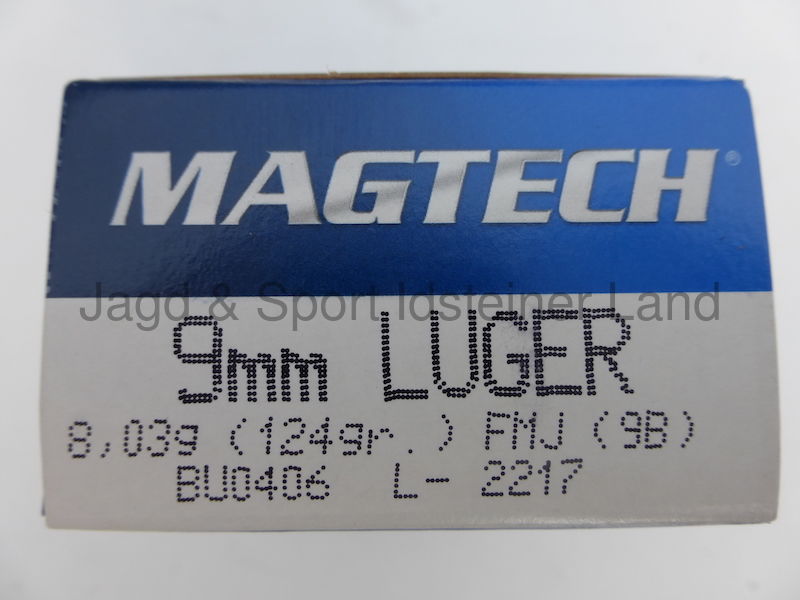 MAGTECH®
Jagd & Sport Idsteiner Land
9mm LUGER
8,03g (124gr.) FMJ (9B)
BU0406 L- 2217